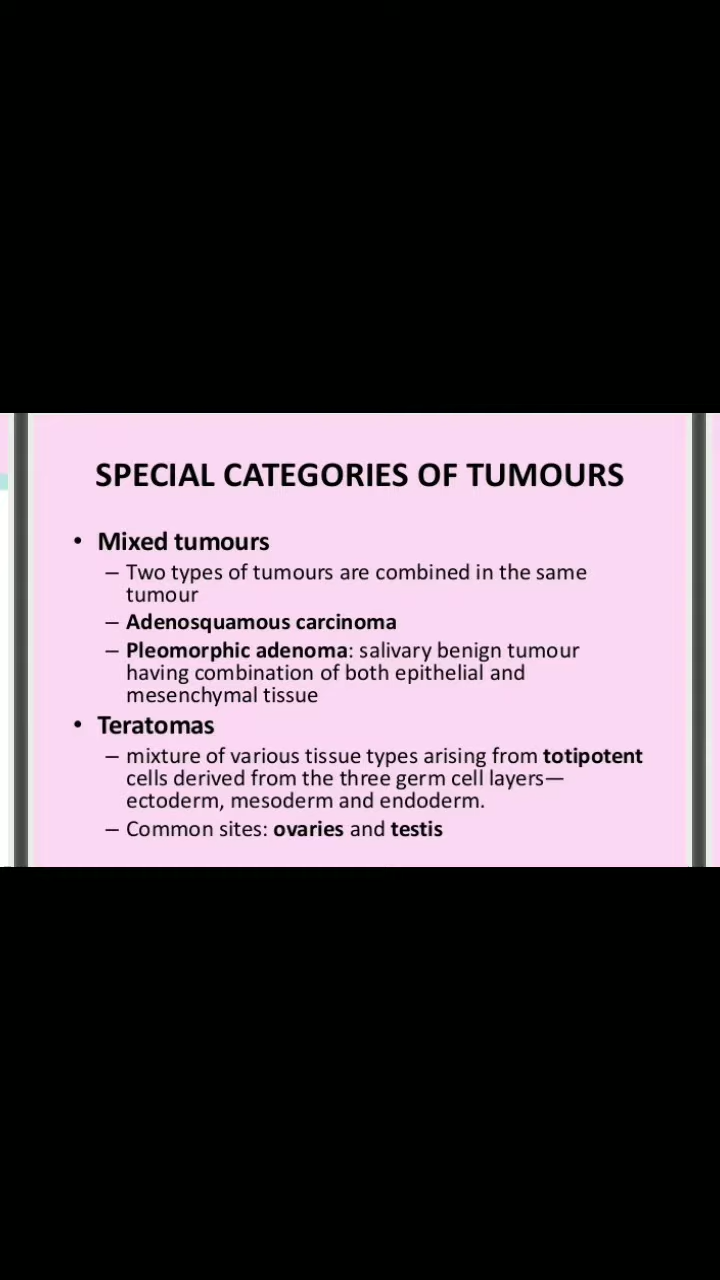 SPECIAL CATEGORIES OF TUMOURS
• Mixed tumours
– Two types of tumours are combined in the same
tumour
– Adenosquamous carcinoma
– Pleomorphic adenoma: salivary benign tumour
having combination of both epithelial and
mesenchymal tissue
• Teratomas
– mixture of various tissue types arising from totipotent
cells derived from the three germ cell layers—
ectoderm, mesoderm and endoderm.
– Common sites: ovaries and testis